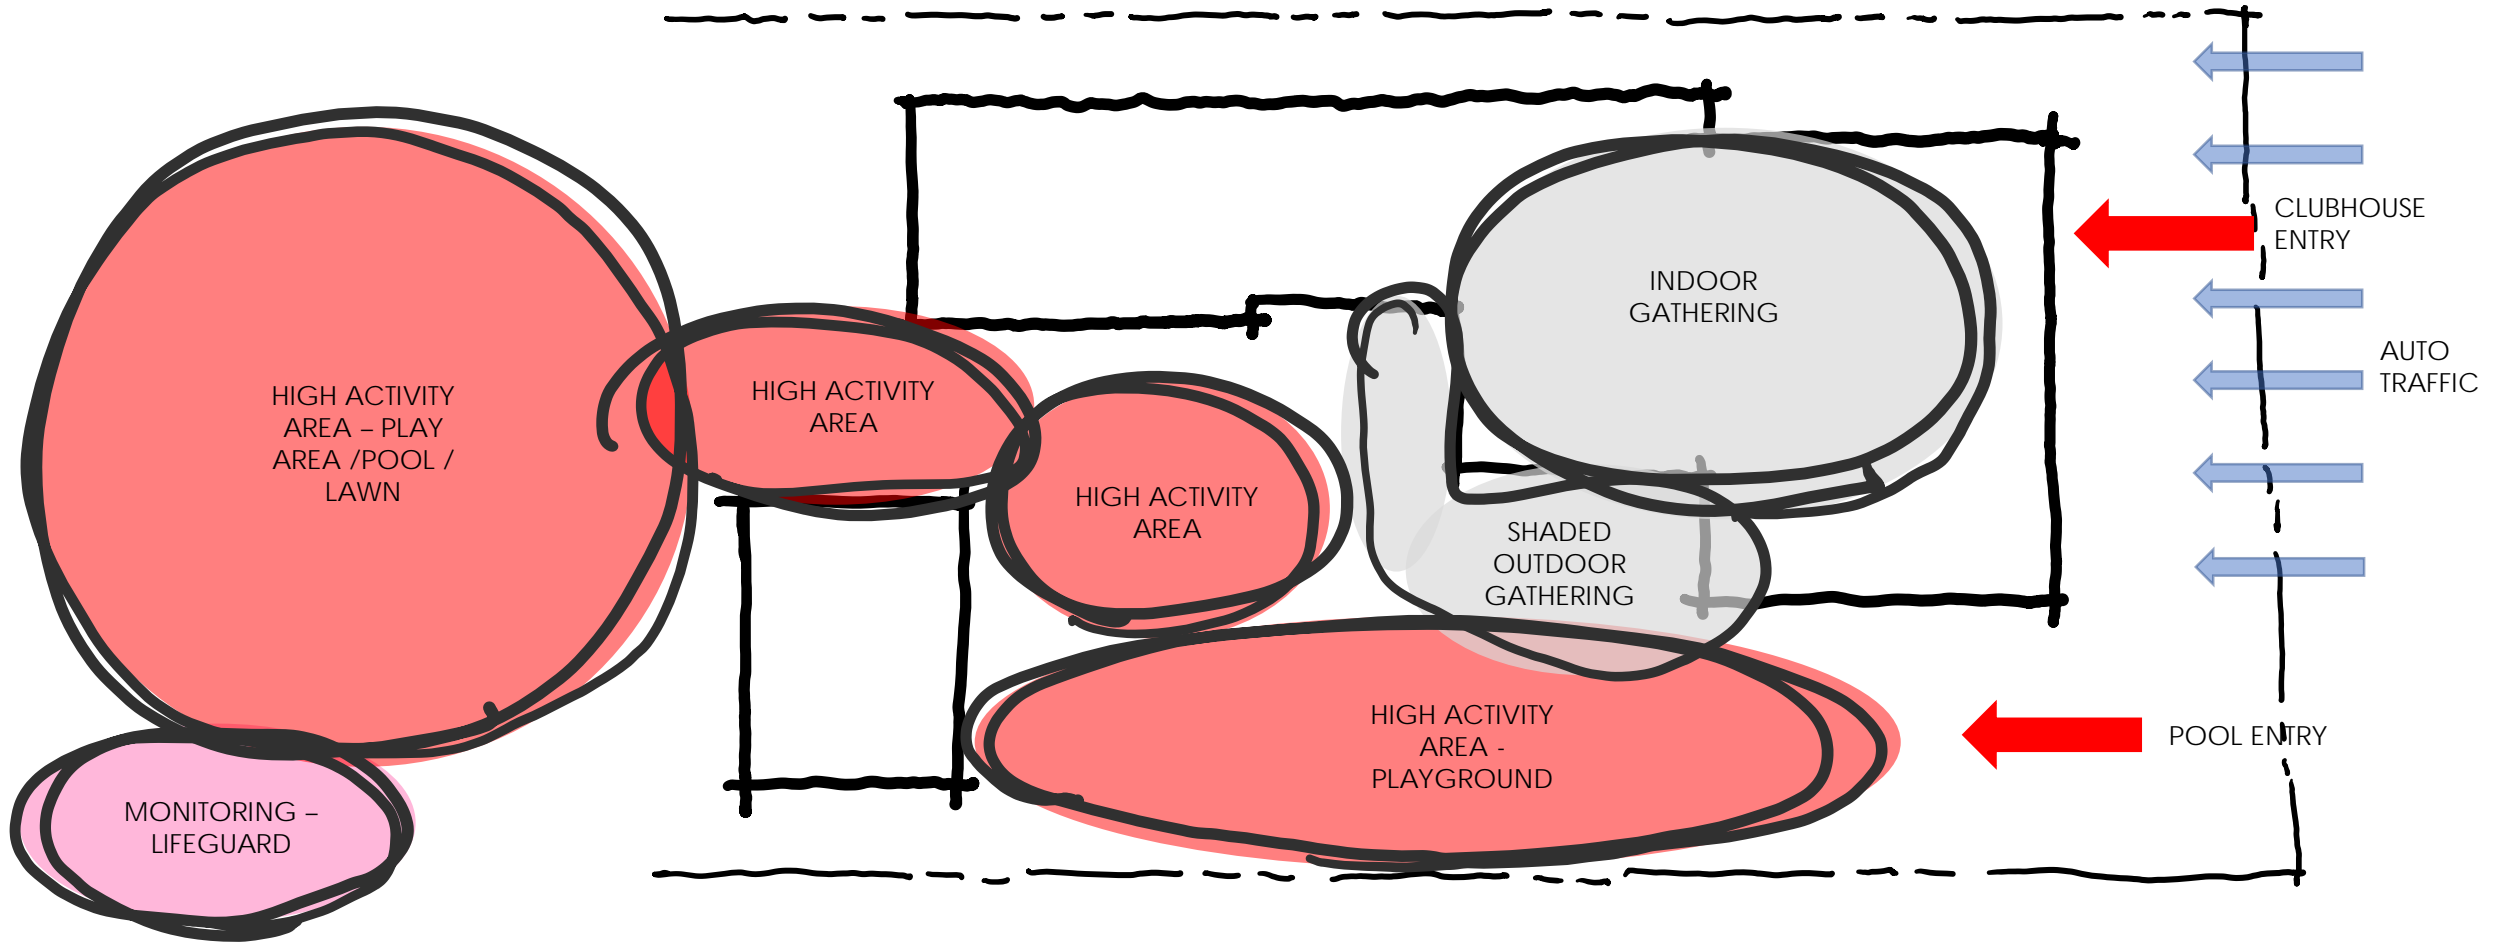 CLUBHOUSE
ENTRY
INDOOR
GATHERING
AUTO
TRAFFIC
HIGH ACTIVITY
AREA – PLAY
AREA /POOL /
LAWN
HIGH ACTIVITY
AREA
HIGH ACTIVITY
AREA
SHADED
OUTDOOR
GATHERING
HIGH ACTIVITY
AREA -
PLAYGROUND
POOL ENTRY
MONITORING –
LIFEGUARD